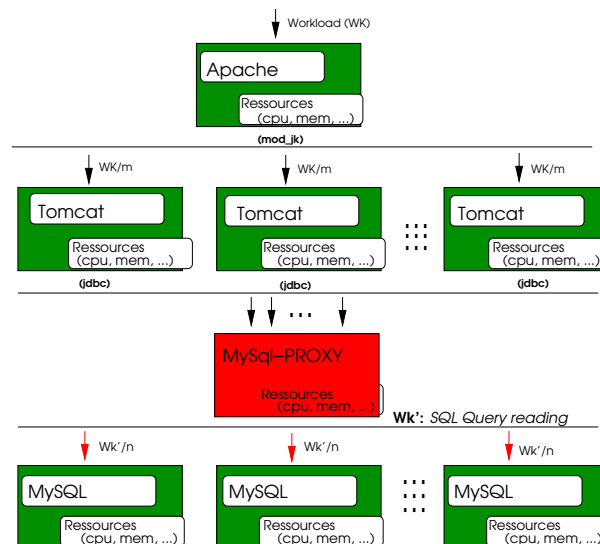 Workload (WK)
Apache
Ressources
(cpu, mem, ...)
(mod_jk)
WK/m WK/m WK/m
Tomcat Tomcat Tomcat
Ressources Ressources Ressources
(cpu, mem, ...) (cpu, mem, ...) (cpu, mem, ...)
(jdbc) (jdbc) (jdbc)
...
MySql-PROXY
Ressources
(cpu, mem, ...)
Wk': SQL Query reading
Wk'/n Wk'/n Wk'/n
MySQL MySQL MySQL
Ressources Ressources Ressources
(cpu, mem, ...) (cpu, mem, ...) (cpu, mem, ...)